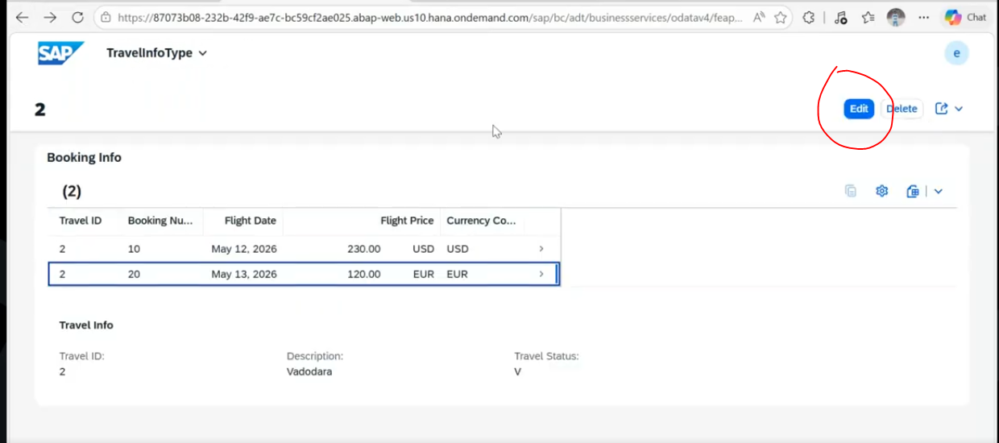 https://87073b08-232b-42f9-ae7c-bc59cf2ae025.abap-web.us10.hana.ondemand.com/sap/bc/adt/businessservices/odatav4/feap...
Chat
SAP TravelInfoType
e
2
Edit Delete
Booking Info
(2)
Travel ID Booking Nu... Flight Date Flight Price Currency Co...
2 10 May 12, 2026 230.00 USD USD
2 20 May 13, 2026 120.00 EUR EUR
Travel Info
Travel ID: Description: Travel Status:
2 Vadodara V